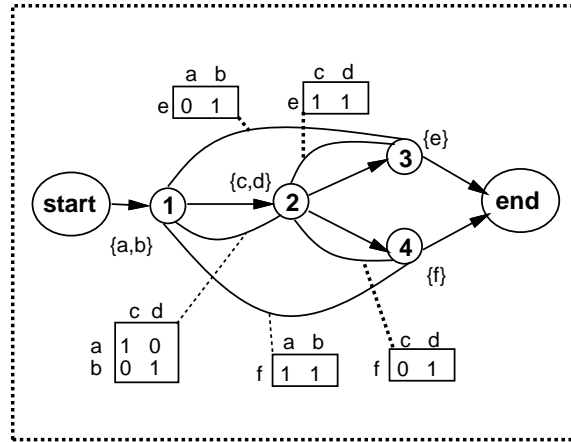 a b
e 0 1
c d
e 1 1
{e}
3
{c,d}
start
1
2
end
{a,b}
4
{f}
c d
a 1 0
b 0 1
a b
f 1 1
c d
f 0 1